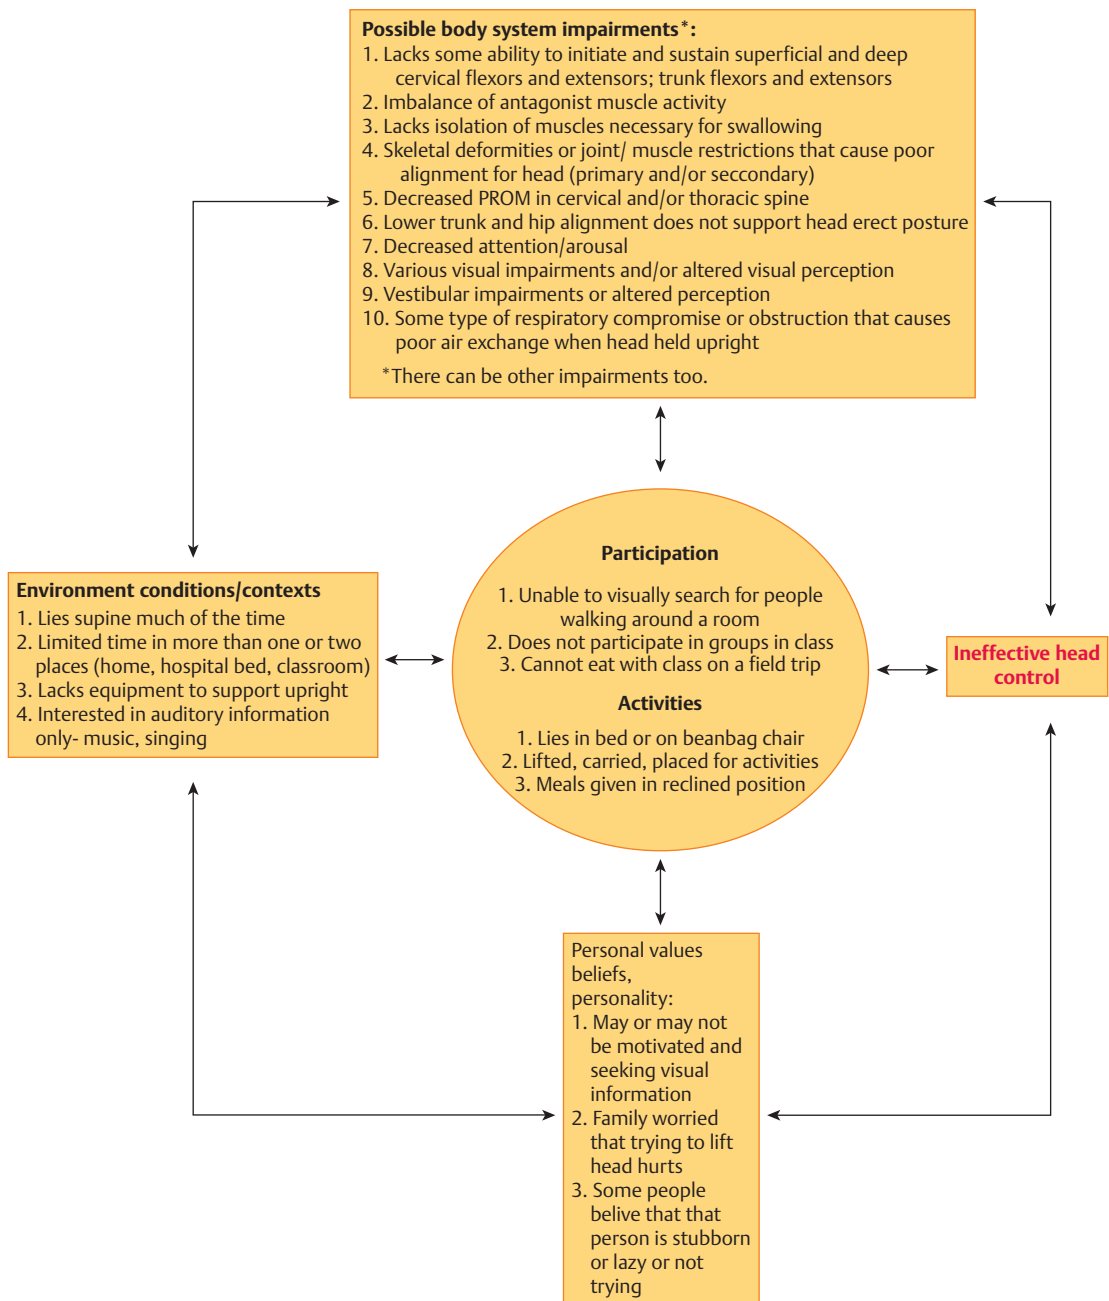 Possible body system impairments*:
1. Lacks some ability to initiate and sustain superficial and deep
cervical flexors and extensors; trunk flexors and extensors
2. Imbalance of antagonist muscle activity
3. Lacks isolation of muscles necessary for swallowing
4. Skeletal deformities or joint/ muscle restrictions that cause poor
alignment for head (primary and/or seccondary)
5. Decreased PROM in cervical and/or thoracic spine
6. Lower trunk and hip alignment does not support head erect posture
7. Decreased attention/arousal
8. Various visual impairments and/or altered visual perception
9. Vestibular impairments or altered perception
10. Some type of respiratory compromise or obstruction that causes
poor air exchange when head held upright
*There can be other impairments too.
Environment conditions/contexts
1. Lies supine much of the time
2. Limited time in more than one or two
places (home, hospital bed, classroom)
3. Lacks equipment to support upright
4. Interested in auditory information
only- music, singing
Participation
1. Unable to visually search for people
walking around a room
2. Does not participate in groups in class
3. Cannot eat with class on a field trip
Activities
1. Lies in bed or on beanbag chair
2. Lifted, carried, placed for activities
3. Meals given in reclined position
Ineffective head
control
Personal values
beliefs,
personality:
1. May or may not
be motivated and
seeking visual
information
2. Family worried
that trying to lift
head hurts
3. Some people
belive that that
person is stubborn
or lazy or not
trying